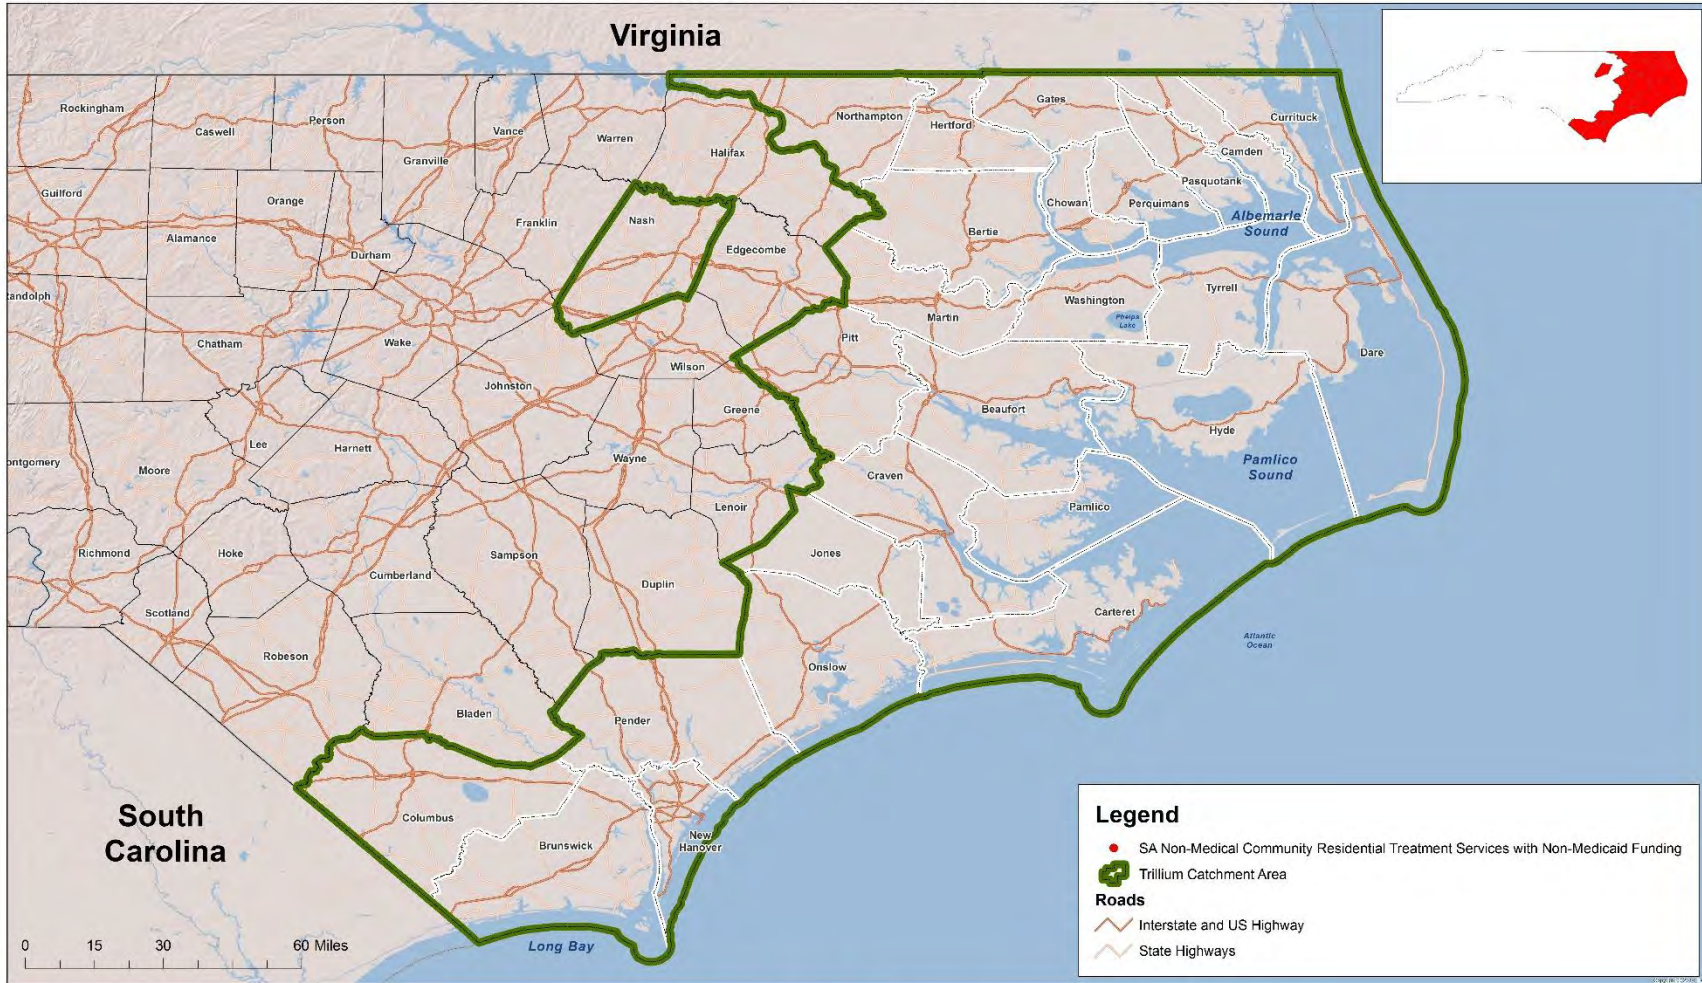 Virginia
Rockingham
Caswell
Person
Granville
Vance
Warren
Halifax
Northampton
Hertford
Gates
Currituck
Camden
Pasquotank
Perquimans
Chowan
Albemarle
Sound
Guilford
Orange
Alamance
Durham
Franklin
Nash
Edgecombe
Bertie
andolph
Chatham
Wake
Johnston
Wilson
Pitt
Martin
Washington
Phelps
Lake
Tyrrell
Dare
Greene
Beaufort
Hyde
Pamlico
Sound
ontgomery
Moore
Lee
Harnett
Wayne
Lenoir
Craven
Pamlico
Richmond
Hoke
Cumberland
Sampson
Duplin
Jones
Carteret
Atlantic
Ocean
Scotland
Robeson
Bladen
Pender
Onslow
South
Carolina
Columbus
Brunswick
New
Hanover
Long Bay
0 15 30 60 Miles
Legend
SA Non-Medical Community Residential Treatment Services with Non-Medicaid Funding
Trillium Catchment Area
Roads
Interstate and US Highway
State Highways